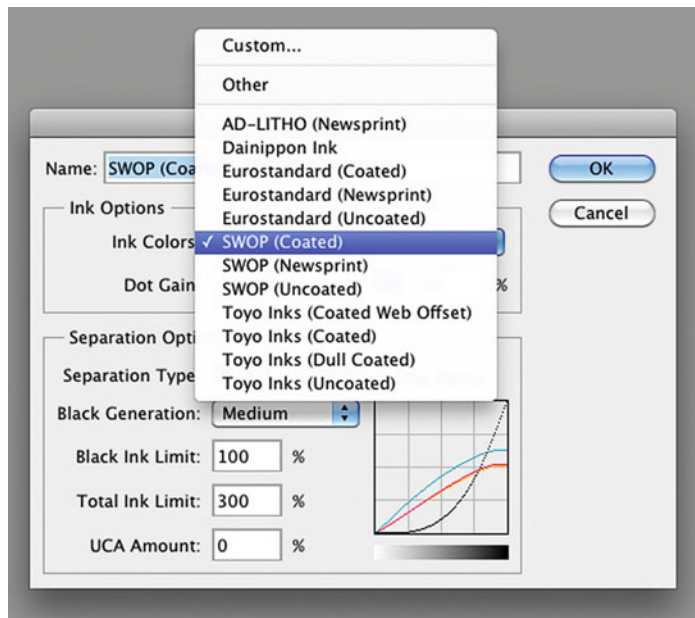 Custom...
Other
AD-LITHO (Newsprint)
Dainippon Ink
Eurostandard (Coated)
Eurostandard (Newsprint)
Eurostandard (Uncoated)
✓ SWOP (Coated)
SWOP (Newsprint)
SWOP (Uncoated)
Toyo Inks (Coated Web Offset)
Toyo Inks (Coated)
Toyo Inks (Dull Coated)
Toyo Inks (Uncoated)
Name: SWOP (Coa
OK
Cancel
Ink Options
Ink Colors
Dot Gain
20 %
Separation Opti
Separation Type
Black Generation: Medium
Black Ink Limit: 100 %
Total Ink Limit: 300 %
UCA Amount: 0 %